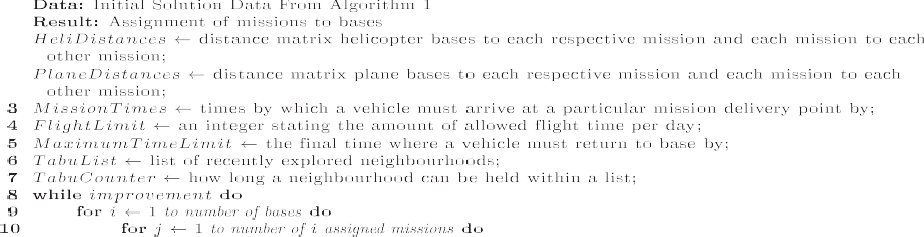 Data: Initial Solution Data From Algorithm 1
Result: Assignment of missions to bases
HeliDistances ← distance matrix helicopter bases to each respective mission and each mission to each
other mission;
PlaneDistances ← distance matrix plane bases to each respective mission and each mission to each
other mission;
3 MissionTimes ← times by which a vehicle must arrive at a particular mission delivery point by;
4 FlightLimit ← an integer stating the amount of allowed flight time per day;
5 MaximumTimeLimit ← the final time where a vehicle must return to base by;
6 TabuList ← list of recently explored neighbourhoods;
7 TabuCounter ← how long a neighbourhood can be held within a list;
8 while improvement do
9 for i ← 1 to number of bases do
10 for j ← 1 to number of i assigned missions do